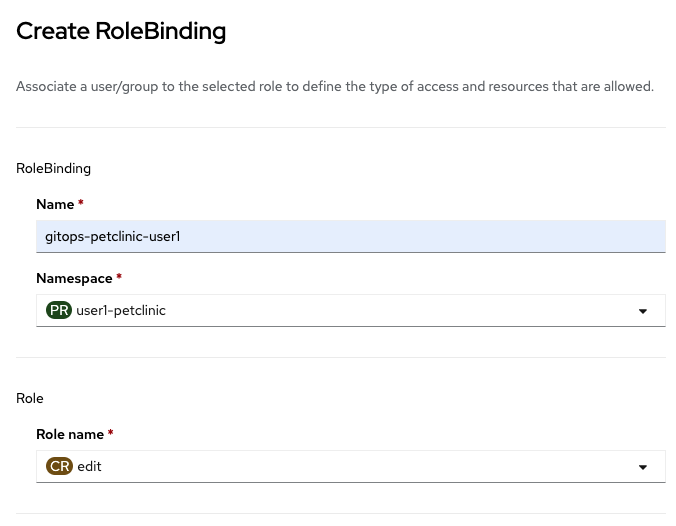 Create RoleBinding
Associate a user/group to the selected role to define the type of access and resources that are allowed.
RoleBinding
Name *
gitops-petclinic-user1
Namespace *
PR user1-petclinic
Role
Role name *
CR edit